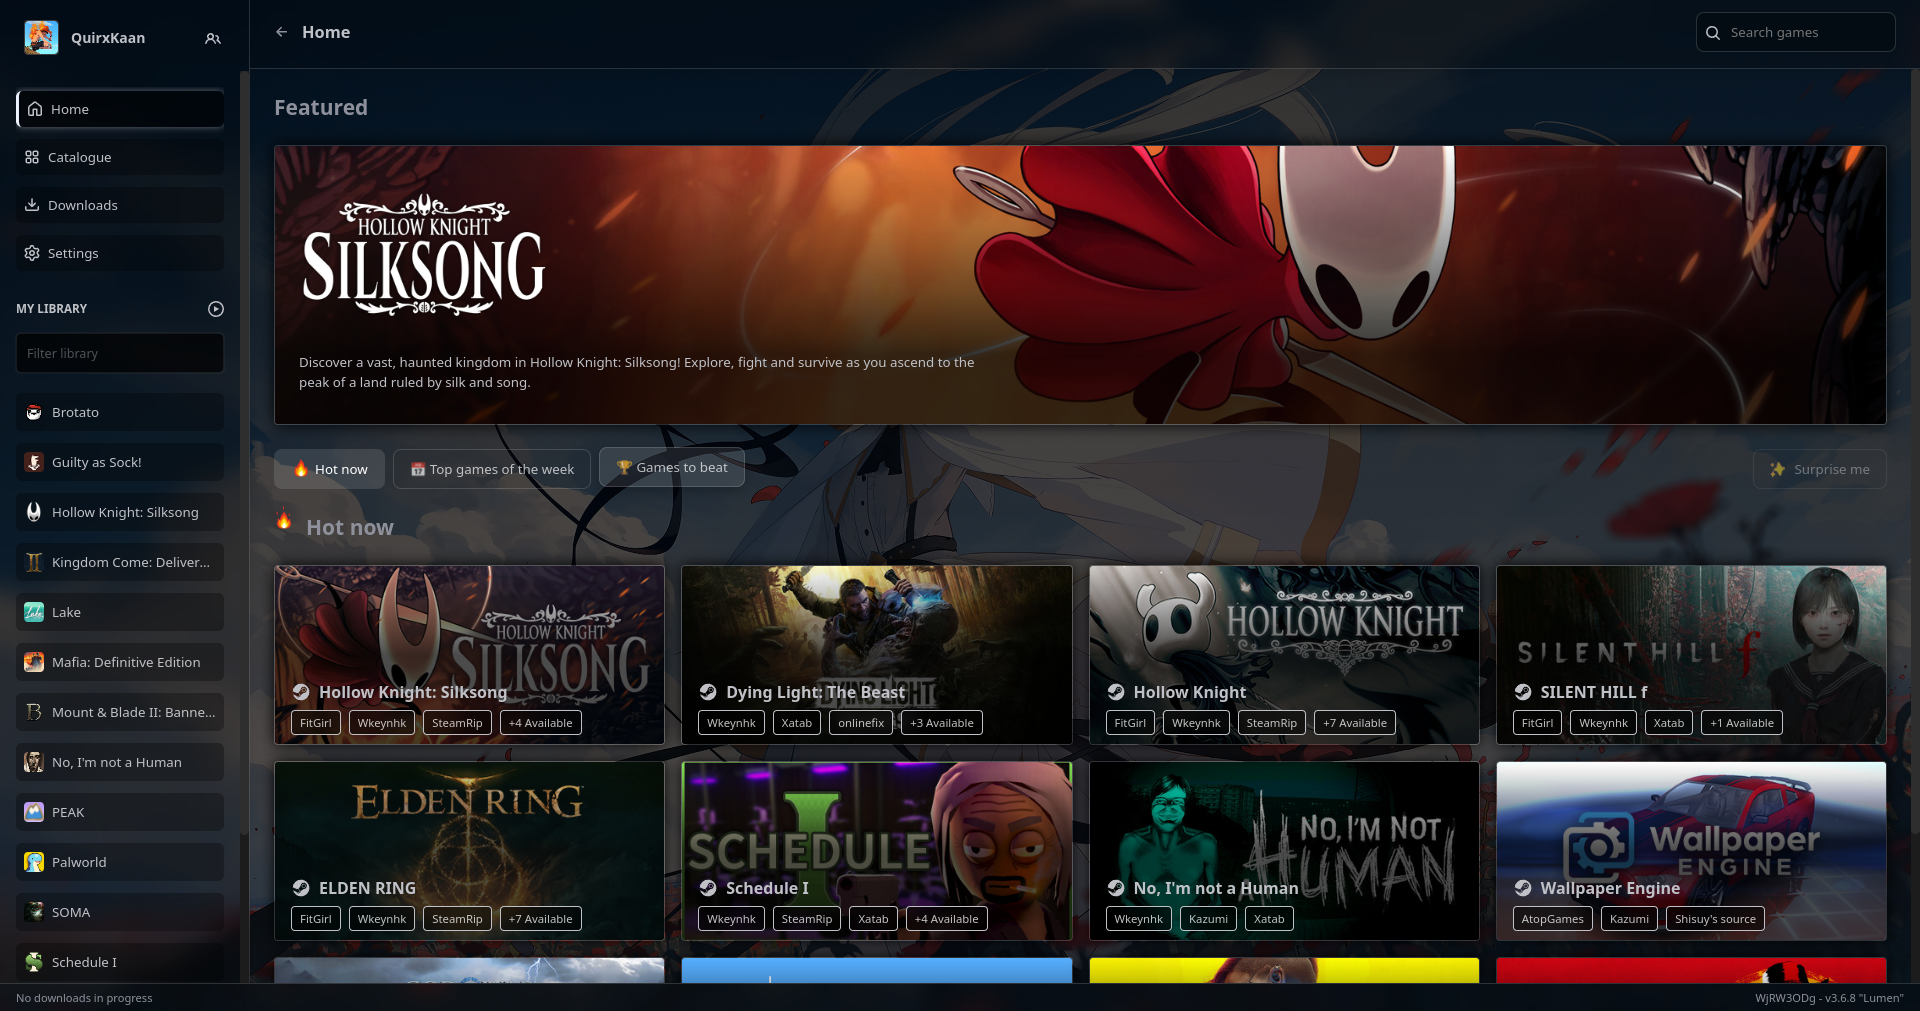 QuirxKaan
Home
Catalogue
Downloads
Settings
MY LIBRARY
Filter library
Brotato
Guilty as Sock!
Hollow Knight: Silksong
Kingdom Come: Deliver...
Lake
Mafia: Definitive Edition
Mount & Blade II: Banne...
No, I'm not a Human
PEAK
Palworld
SOMA
Schedule I
No downloads in progress
Home
Search games
Featured
HOLLOW KNIGHT
SILKSONG
Discover a vast, haunted kingdom in Hollow Knight: Silksong! Explore, fight and survive as you ascend to the
peak of a land ruled by silk and song.
Hot now
Top games of the week
Games to beat
Surprise me
Hot now
HOLLOW KNIGHT
SILKSONG
Hollow Knight: Silksong
FitGirl Wkeynhk SteamRip +4 Available
DYING LIGHT
Dying Light: The Beast
Wkeynhk Xatab onlinefix +3 Available
HOLLOW KNIGHT
Hollow Knight
FitGirl Wkeynhk SteamRip +7 Available
SILENT HILL f
SILENT HILL f
FitGirl Wkeynhk Xatab +1 Available
ELDEN RING
ELDEN RING
FitGirl Wkeynhk SteamRip +7 Available
SCHEDULE I
Schedule I
Wkeynhk SteamRip Xatab +4 Available
NO, I'M NOT
HUMAN
No, I'm not a Human
Wkeynhk Kazumi Xatab
Wallpaper
ENGINE
Wallpaper Engine
AtopGames Kazumi Shisuy's source
WjRW3ODg - v3.6.8 "Lumen"